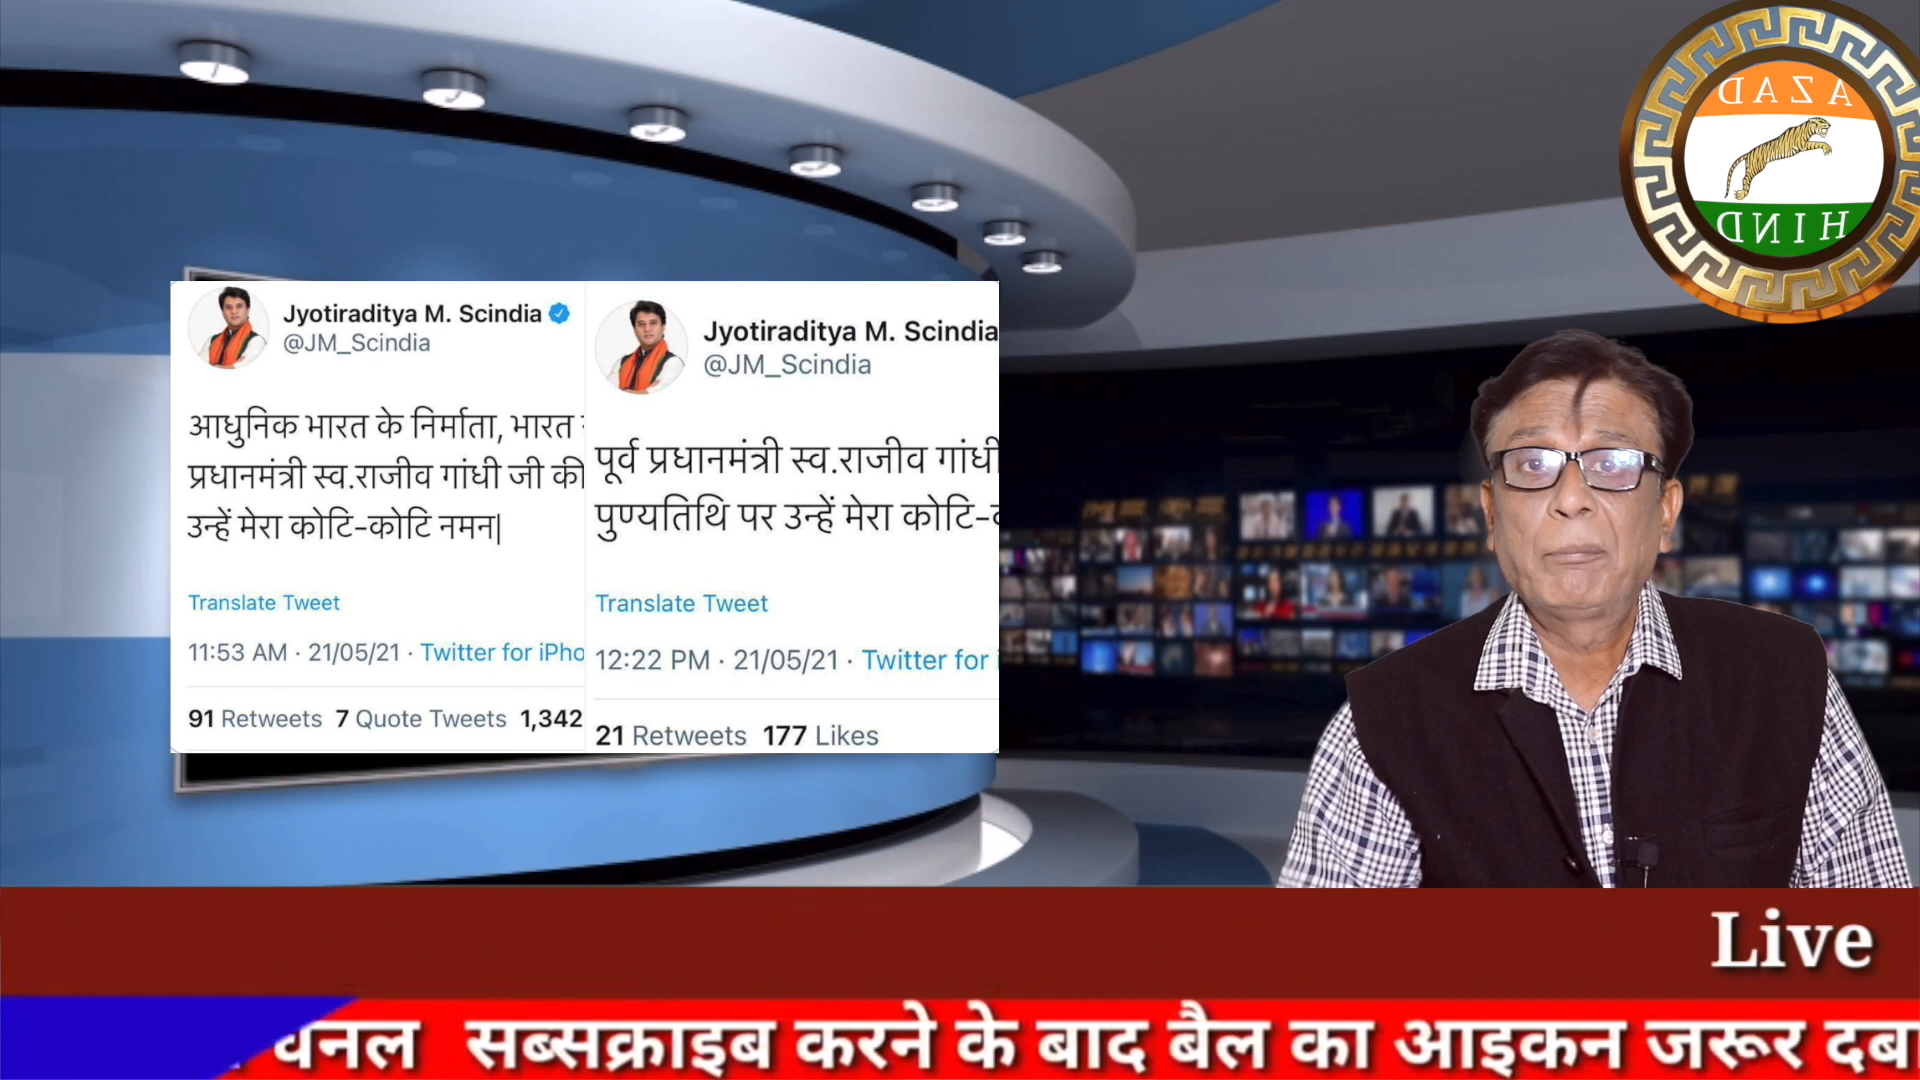 AZAD
HIND
Jyotiraditya M. Scindia
@JM_Scindia
आधुनिक भारत के निर्माता, भारत
प्रधानमंत्री स्व.राजीव गांधी जी की
उन्हें मेरा कोटि-कोटि नमन|
Translate Tweet
11:53 AM · 21/05/21 · Twitter for iPho
91 Retweets 7 Quote Tweets 1,342
Jyotiraditya M. Scindia
@JM_Scindia
पूर्व प्रधानमंत्री स्व.राजीव गांधी
पुण्यतिथि पर उन्हें मेरा कोटि-
Translate Tweet
12:22 PM · 21/05/21 · Twitter for
21 Retweets 177 Likes
Live
चैनल सब्सक्राइब करने के बाद बैल का आइकन जरूर दबा